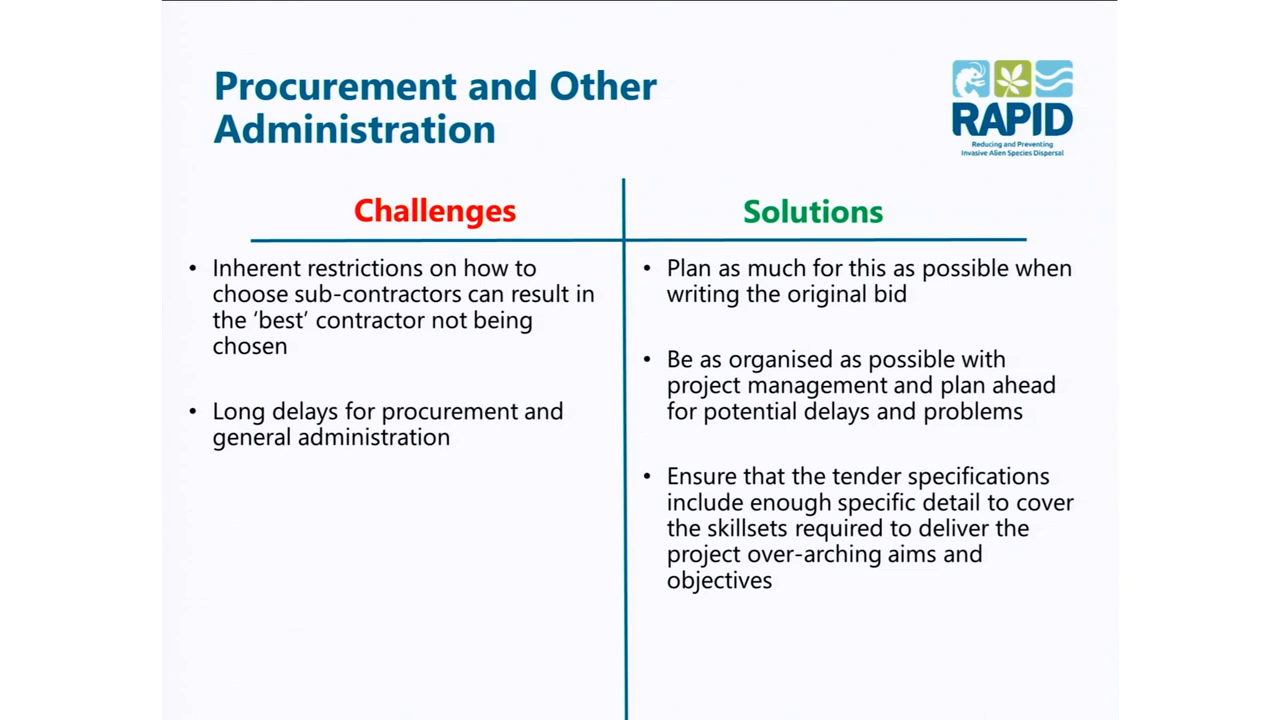 Procurement and Other
Administration
RAPID
Reducing and Preventing
Invasive Alien Species Dispersal
Challenges
• Inherent restrictions on how to
choose sub-contractors can result in
the ‘best’ contractor not being
chosen
• Long delays for procurement and
general administration
Solutions
• Plan as much for this as possible when
writing the original bid
• Be as organised as possible with
project management and plan ahead
for potential delays and problems
• Ensure that the tender specifications
include enough specific detail to cover
the skillsets required to deliver the
project over-arching aims and
objectives